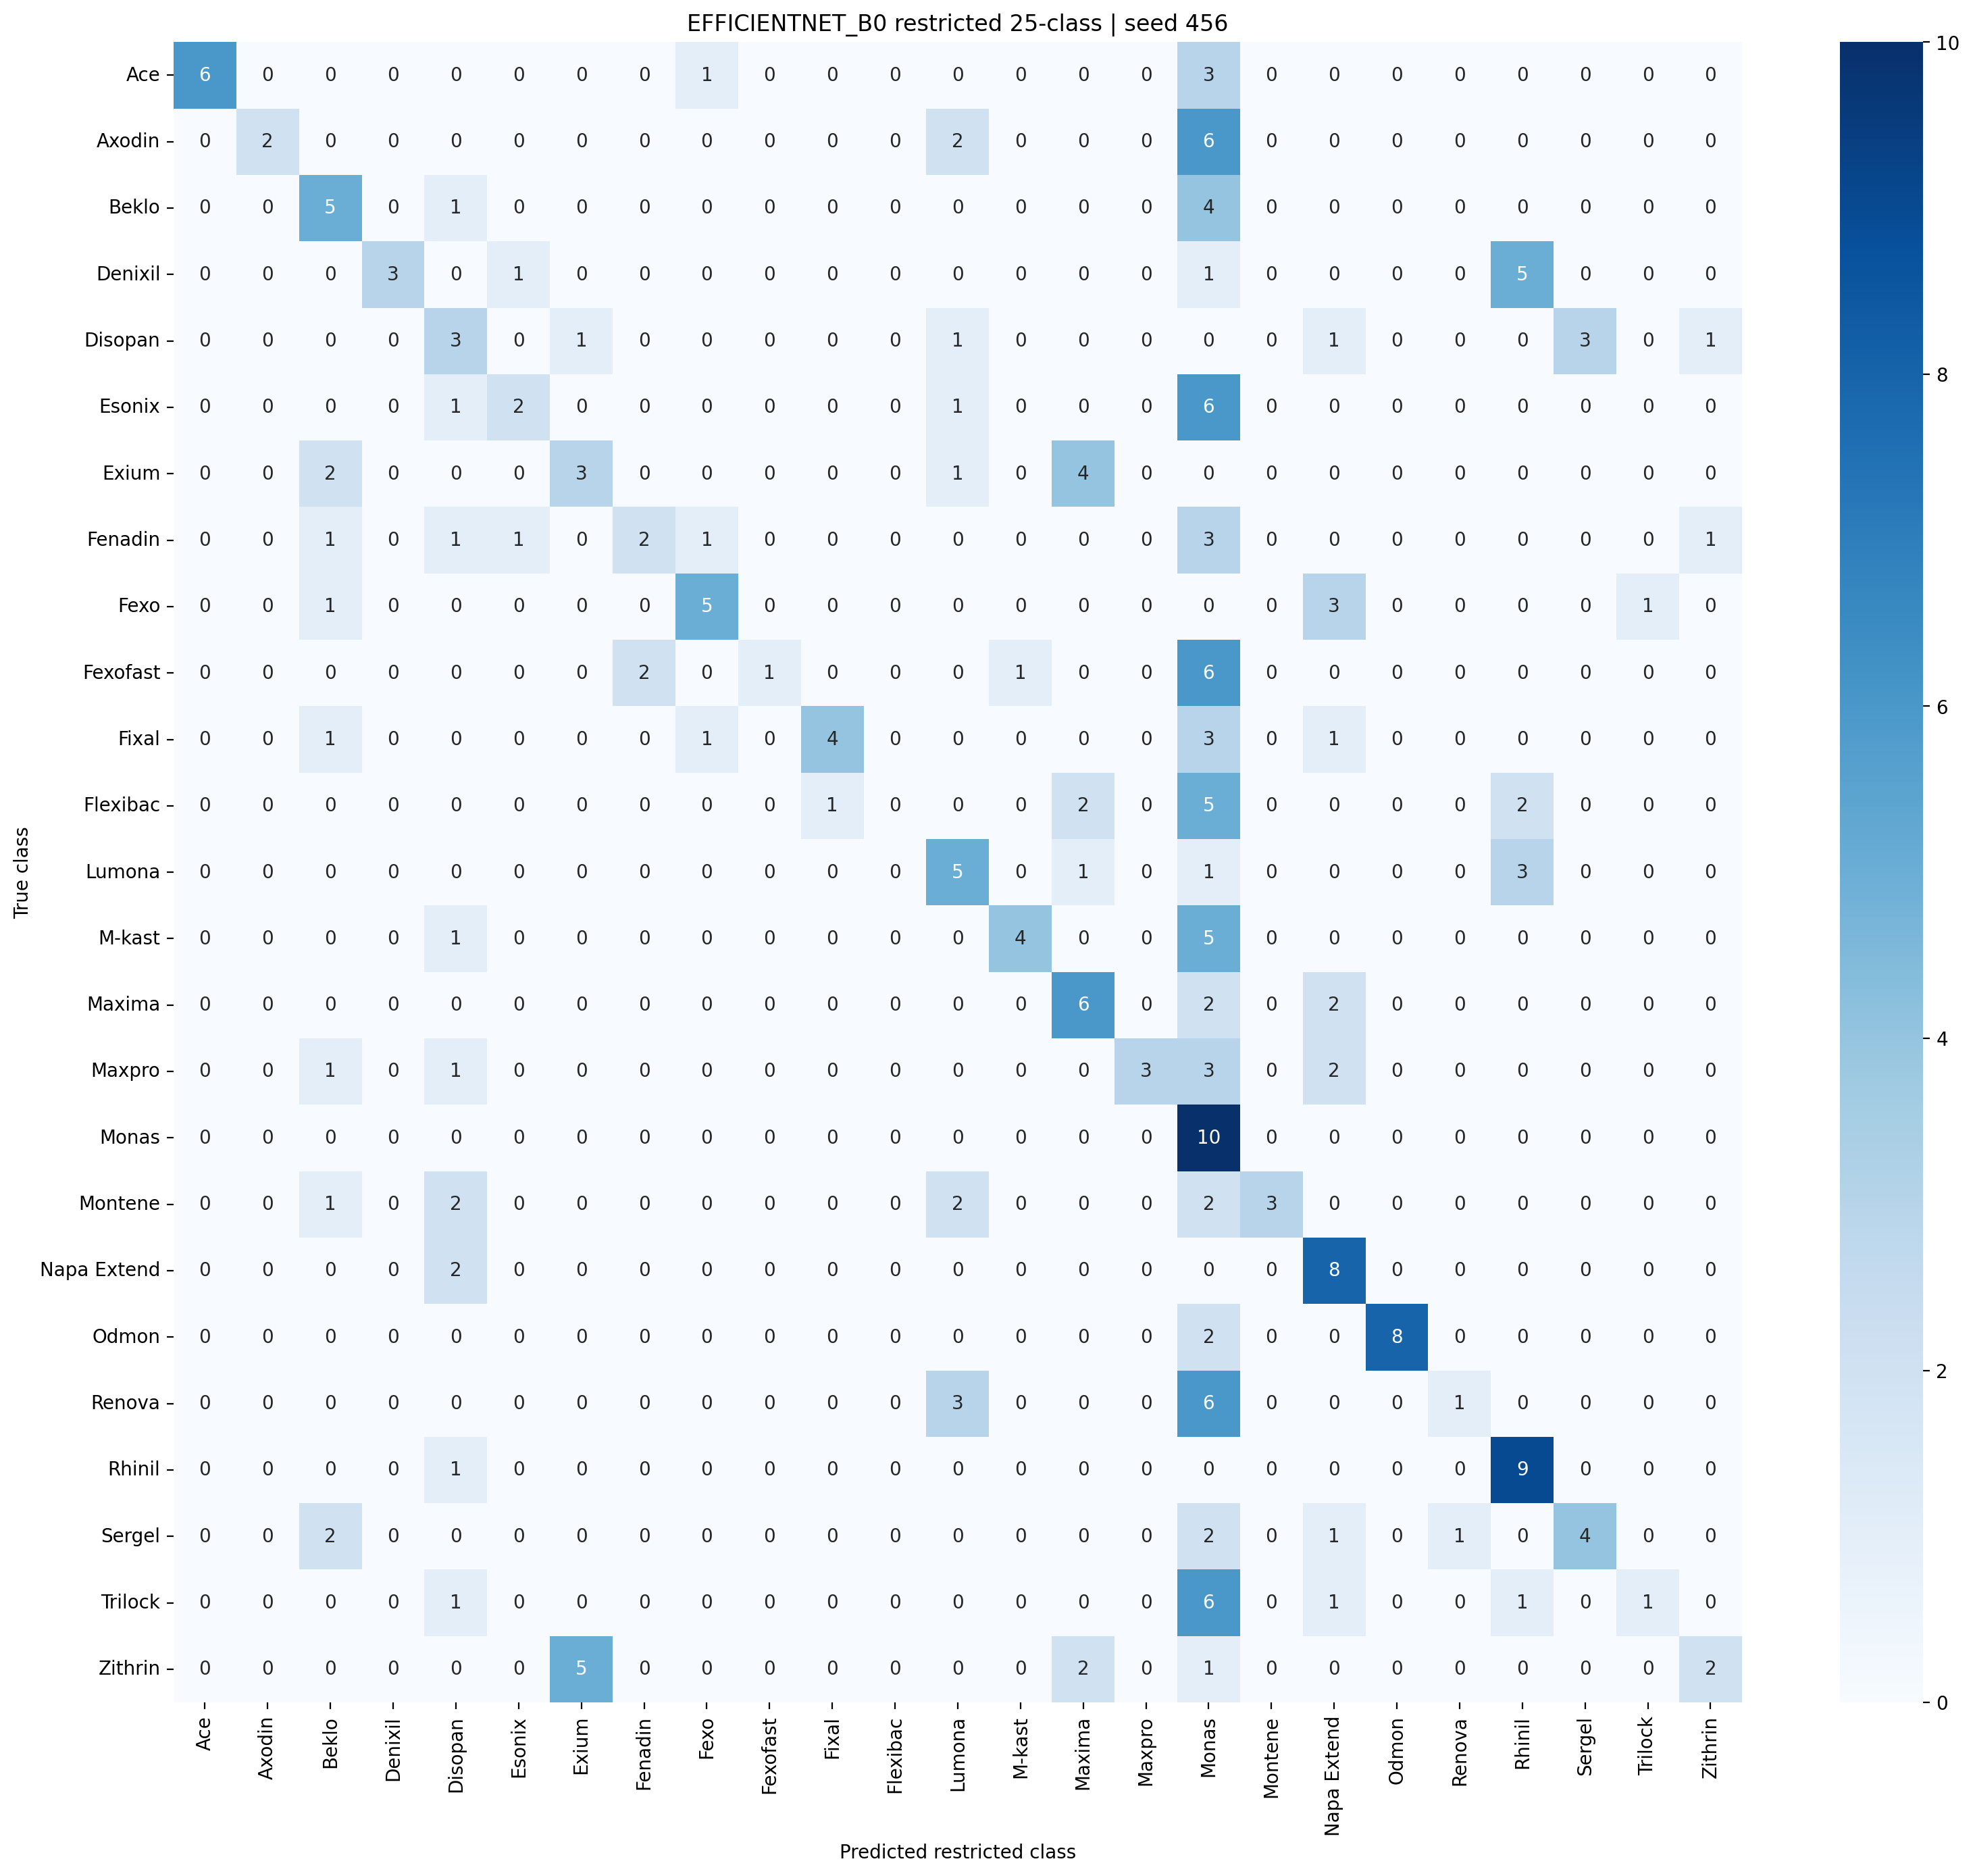 EFFICIENTNET_B0 restricted 25-class | seed 456
Ace 6 0 0 0 0 0 0 0 1 0 0 0 0 0 0 0 3 0 0 0 0 0 0 0 0
Axodin 0 2 0 0 0 0 0 0 0 0 0 0 2 0 0 0 6 0 0 0 0 0 0 0 0
Beklo 0 0 5 0 1 0 0 0 0 0 0 0 0 0 0 0 4 0 0 0 0 0 0 0 0
Denixil 0 0 0 3 0 1 0 0 0 0 0 0 0 0 0 0 1 0 0 0 0 5 0 0 0
Disopan 0 0 0 0 3 0 1 0 0 0 0 0 1 0 0 0 0 0 1 0 0 0 3 0 1
Esonix 0 0 0 0 1 2 0 0 0 0 0 0 1 0 0 0 6 0 0 0 0 0 0 0 0
Exium 0 0 2 0 0 0 3 0 0 0 0 0 1 0 4 0 0 0 0 0 0 0 0 0 0
Fenadin 0 0 1 0 1 1 0 2 1 0 0 0 0 0 0 0 3 0 0 0 0 0 0 0 1
Fexo 0 0 1 0 0 0 0 0 5 0 0 0 0 0 0 0 0 0 3 0 0 0 0 1 0
Fexofast 0 0 0 0 0 0 0 2 0 1 0 0 0 1 0 0 6 0 0 0 0 0 0 0 0
Fixal 0 0 1 0 0 0 0 0 1 0 4 0 0 0 0 0 3 0 1 0 0 0 0 0 0
Flexibac 0 0 0 0 0 0 0 0 0 0 1 0 0 0 2 0 5 0 0 0 0 2 0 0 0
Lumona 0 0 0 0 0 0 0 0 0 0 0 0 5 0 1 0 1 0 0 0 0 3 0 0 0
M-kast 0 0 0 0 1 0 0 0 0 0 0 0 0 4 0 0 5 0 0 0 0 0 0 0 0
Maxima 0 0 0 0 0 0 0 0 0 0 0 0 0 0 6 0 2 0 2 0 0 0 0 0 0
Maxpro 0 0 1 0 1 0 0 0 0 0 0 0 0 0 0 3 3 0 2 0 0 0 0 0 0
Monas 0 0 0 0 0 0 0 0 0 0 0 0 0 0 0 0 10 0 0 0 0 0 0 0 0
Montene 0 0 1 0 2 0 0 0 0 0 0 0 2 0 0 0 2 3 0 0 0 0 0 0 0
Napa Extend 0 0 0 0 2 0 0 0 0 0 0 0 0 0 0 0 0 0 8 0 0 0 0 0 0
Odmon 0 0 0 0 0 0 0 0 0 0 0 0 0 0 0 0 2 0 0 8 0 0 0 0 0
Renova 0 0 0 0 0 0 0 0 0 0 0 0 3 0 0 0 6 0 0 0 1 0 0 0 0
Rhinil 0 0 0 0 1 0 0 0 0 0 0 0 0 0 0 0 0 0 0 0 0 9 0 0 0
Sergel 0 0 2 0 0 0 0 0 0 0 0 0 0 0 0 0 2 0 1 0 1 0 4 0 0
Trilock 0 0 0 0 1 0 0 0 0 0 0 0 0 0 0 0 6 0 1 0 0 1 0 1 0
Zithrin 0 0 0 0 0 0 5 0 0 0 0 0 0 0 2 0 1 0 0 0 0 0 0 0 2
Ace Axodin Beklo Denixil Disopan Esonix Exium Fenadin Fexo Fexofast Fixal Flexibac Lumona M-kast Maxima Maxpro Monas Montene Napa Extend Odmon Renova Rhinil Sergel Trilock Zithrin
Predicted restricted class
True class
10
8
6
4
2
0